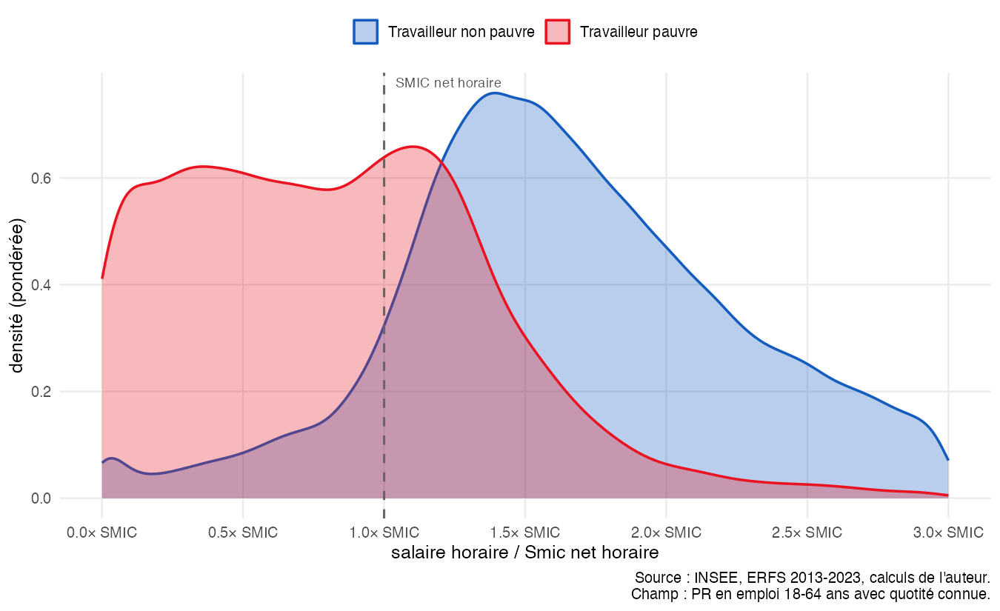 Travailleur non pauvre Travailleur pauvre
SMIC net horaire
densité (pondérée)
0.6
0.4
0.2
0.0
0.0× SMIC 0.5× SMIC 1.0× SMIC 1.5× SMIC 2.0× SMIC 2.5× SMIC 3.0× SMIC
salaire horaire / Smic net horaire
Source : INSEE, ERFS 2013-2023, calculs de l'auteur.
Champ : PR en emploi 18-64 ans avec quotité connue.